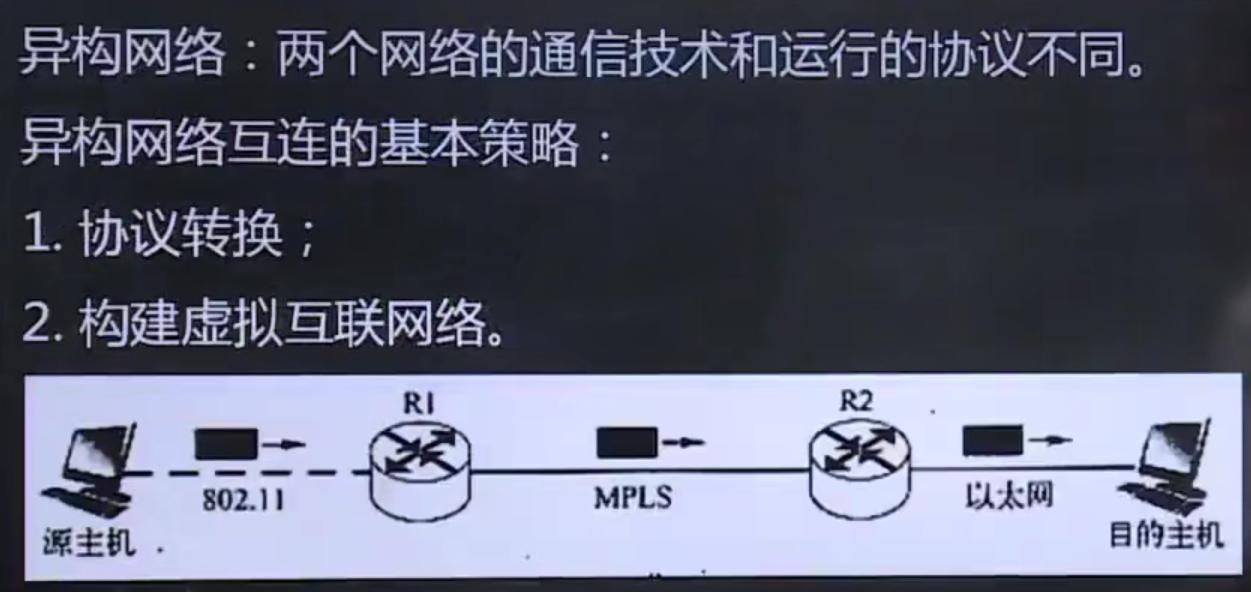 异构网络：两个网络的通信技术和运行的协议不同。
异构网络互连的基本策略：
1. 协议转换；
2. 构建虚拟互联网络。
R1
R2
802.11
MPLS
以太网
源主机
目的主机